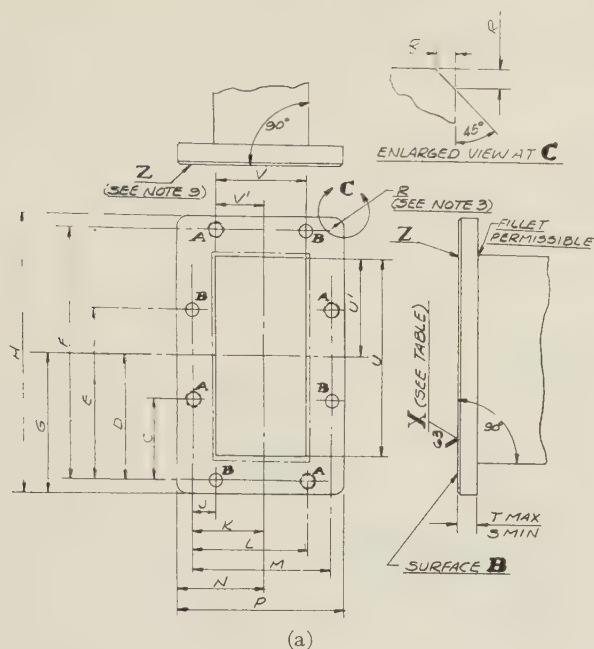 R
R
90°
45°
ENLARGED VIEW AT C
Z
(SEE NOTE 9)
V
V'
C
R
(SEE NOTE 3)
A
B
Z
FILLET
PERMISSIBLE
B
A
U'
U
H
F
E
G
D
C
A
B
X (SEE TABLE)
63
90°
B
A
J
K
L
M
N
P
T MAX
S MIN
SURFACE B
(a)